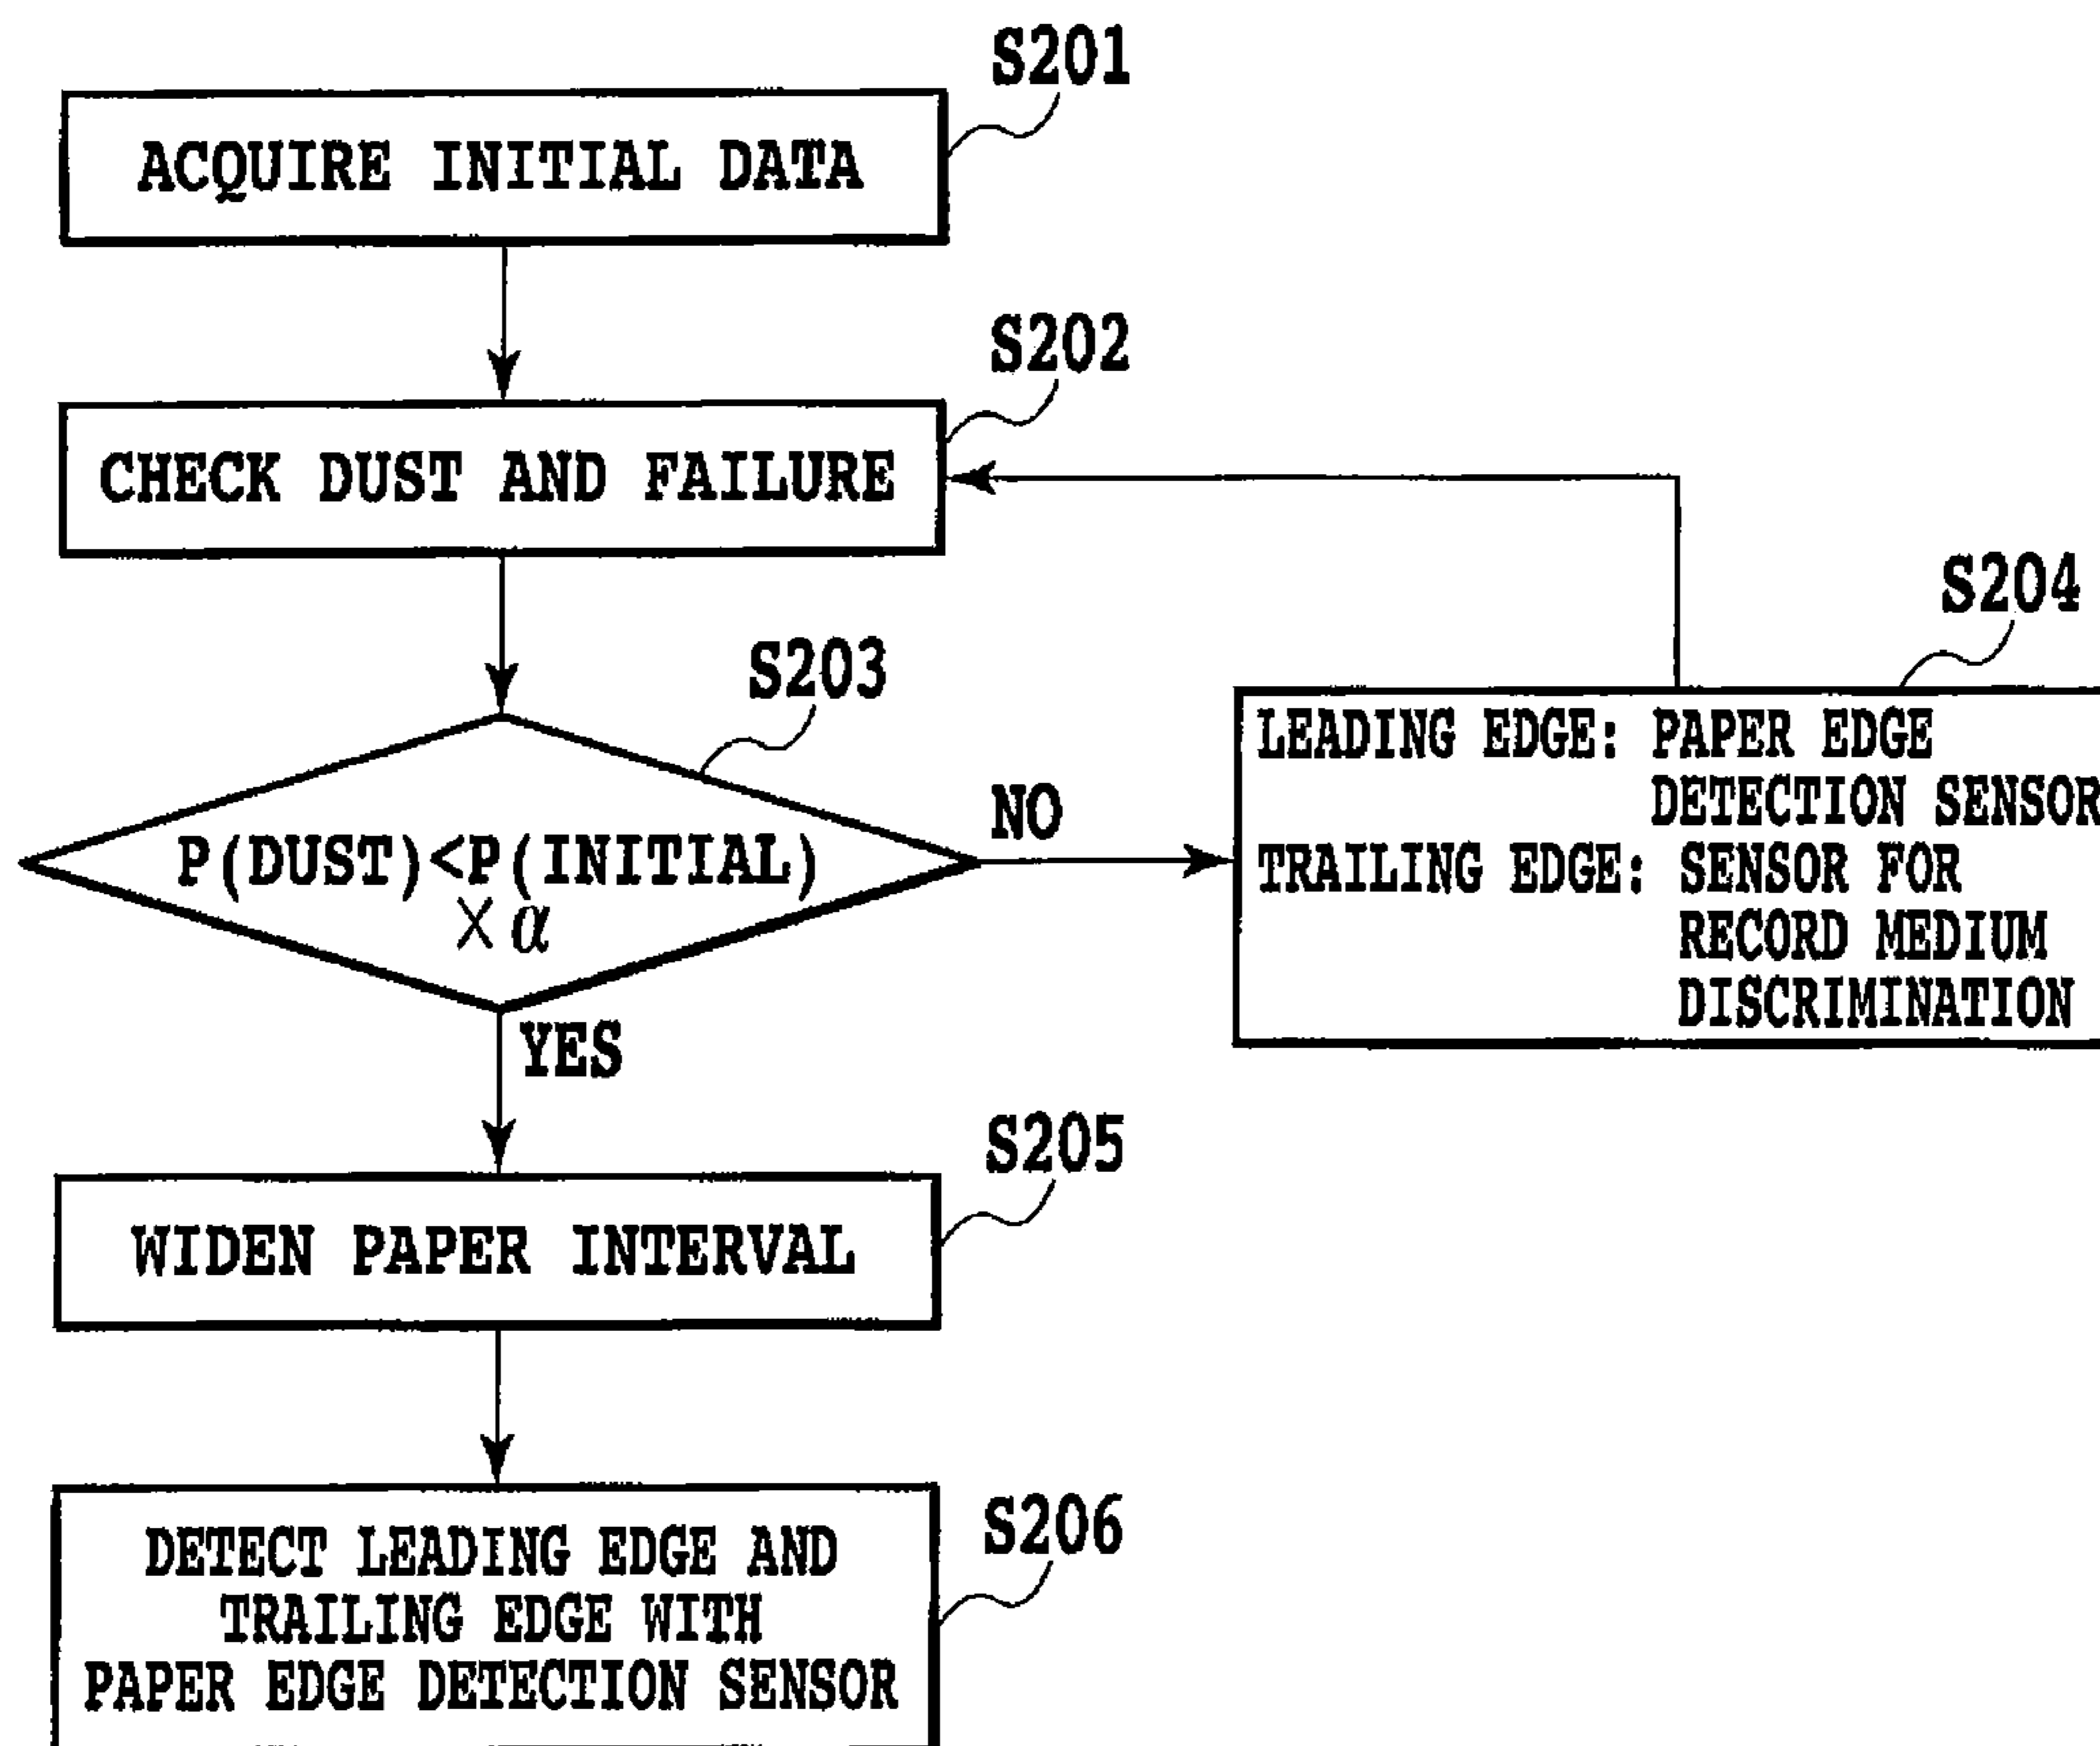 S201
ACQUIRE INITIAL DATA
S202
CHECK DUST AND FAILURE
S203
P(DUST)<P(INITIAL)
×α
NO
YES
S204
LEADING EDGE: PAPER EDGE
DETECTION SENSOR
TRAILING EDGE: SENSOR FOR
RECORD MEDIUM
DISCRIMINATION
S205
WIDEN PAPER INTERVAL
S206
DETECT LEADING EDGE AND
TRAILING EDGE WITH
PAPER EDGE DETECTION SENSOR